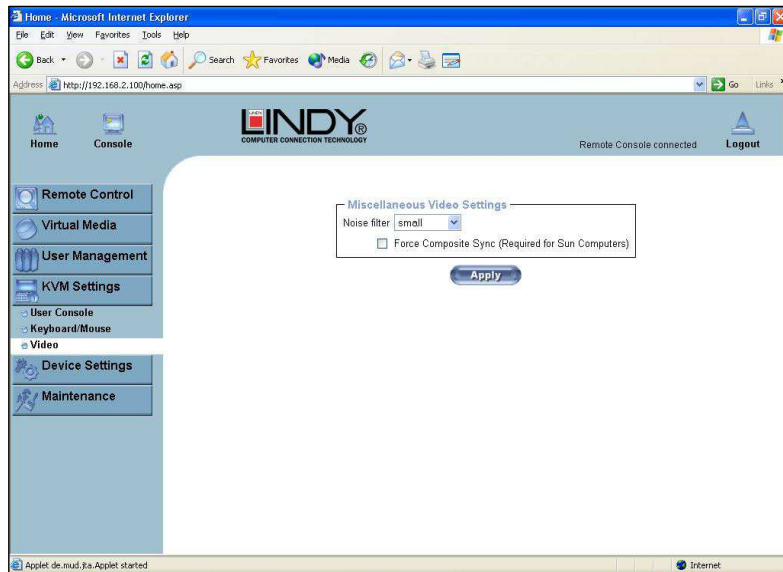 Home - Microsoft Internet Explorer
File Edit View Favorites Tools Help
Back Search Favorites Media
Address http://192.168.2.100/home.asp Go Links
Home Console
LINDY®
COMPUTER CONNECTION TECHNOLOGY
Remote Console connected Logout
Remote Control
Virtual Media
User Management
KVM Settings
User Console
Keyboard/Mouse
Video
Device Settings
Maintenance
Miscellaneous Video Settings
Noise filter small
Force Composite Sync (Required for Sun Computers)
Apply
Applet de.mud.jta.Applet started Internet